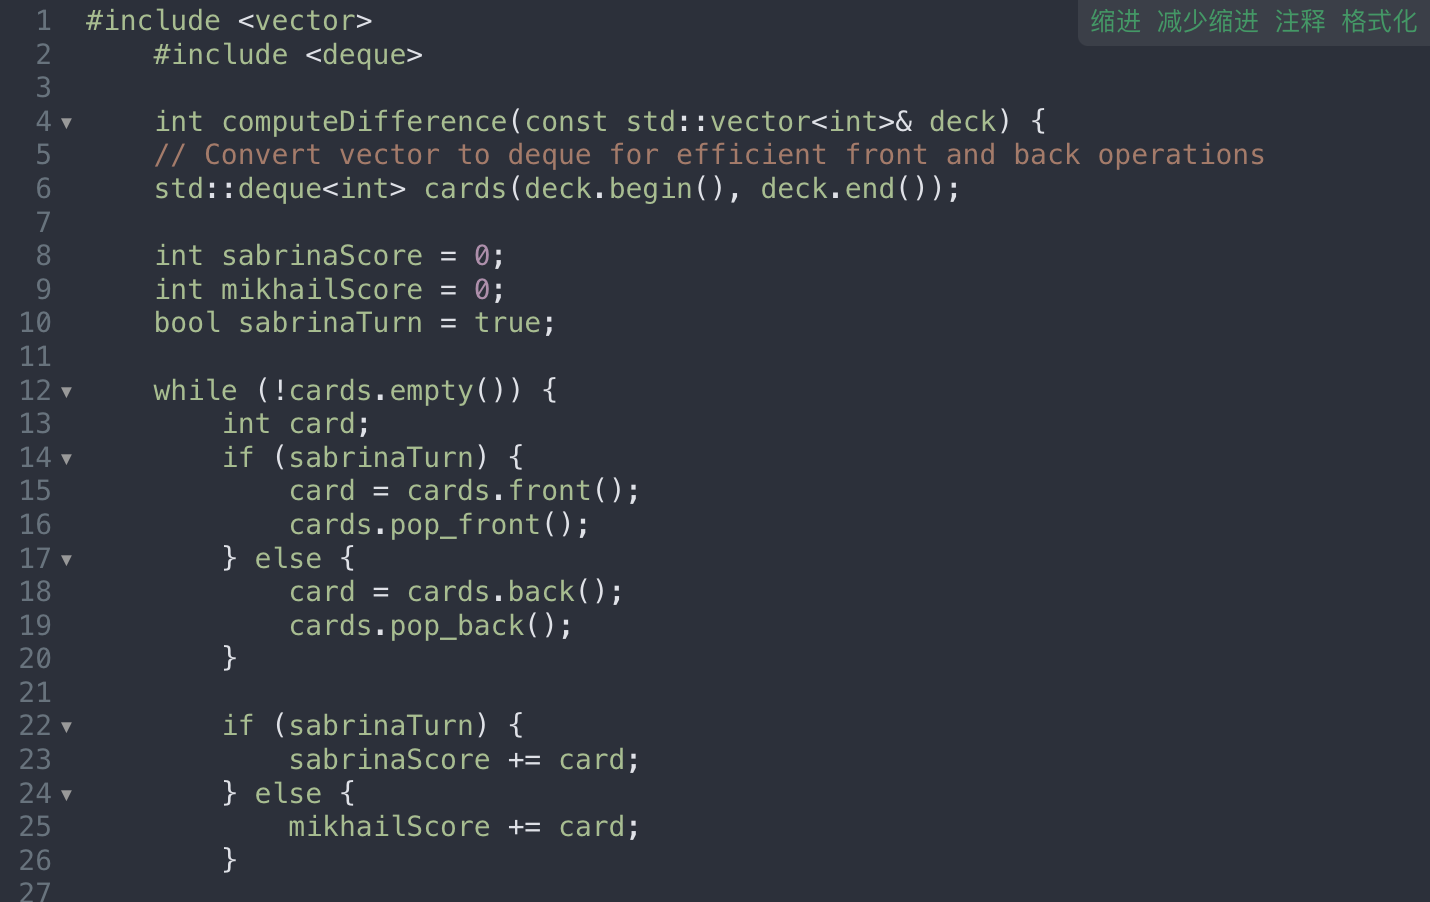 缩进 减少缩进 注释 格式化
1 #include <vector>
2 #include <deque>
3
4 int computeDifference(const std::vector<int>& deck) {
5 // Convert vector to deque for efficient front and back operations
6 std::deque<int> cards(deck.begin(), deck.end());
7
8 int sabrinaScore = 0;
9 int mikhailScore = 0;
10 bool sabrinaTurn = true;
11
12 while (!cards.empty()) {
13 int card;
14 if (sabrinaTurn) {
15 card = cards.front();
16 cards.pop_front();
17 } else {
18 card = cards.back();
19 cards.pop_back();
20 }
21
22 if (sabrinaTurn) {
23 sabrinaScore += card;
24 } else {
25 mikhailScore += card;
26 }
27